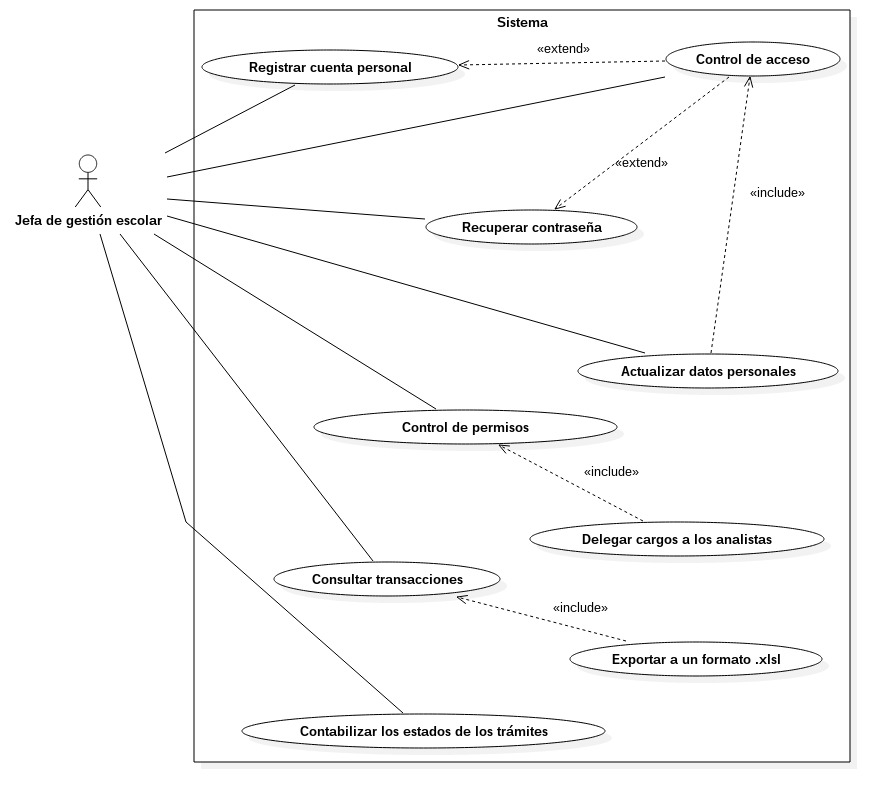 Sistema
«extend»
Registrar cuenta personal
Control de acceso
«extend»
«include»
Jefa de gestión escolar
Recuperar contraseña
Actualizar datos personales
Control de permisos
«include»
Delegar cargos a los analistas
Consultar transacciones
«include»
Exportar a un formato .xlsl
Contabilizar los estados de los trámites